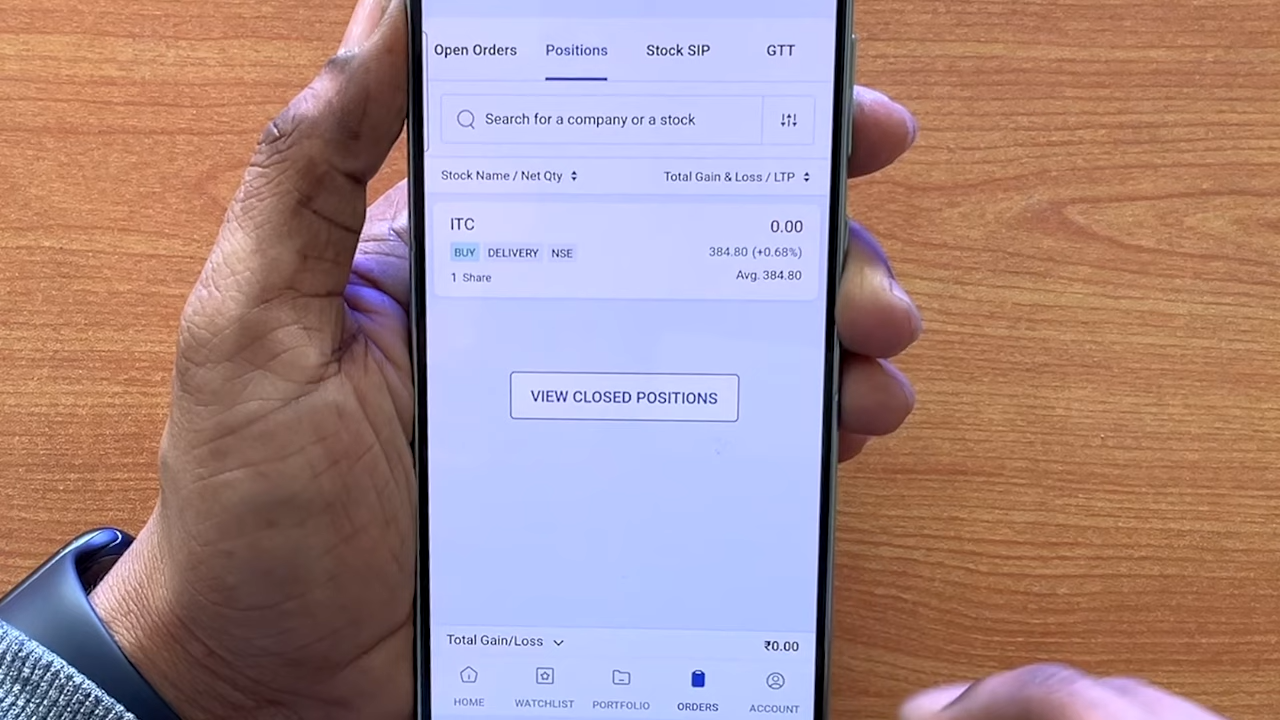 Open Orders Positions Stock SIP GTT
Search for a company or a stock
Stock Name / Net Qty Total Gain & Loss / LTP
ITC 0.00
BUY DELIVERY NSE 384.80 (+0.68%)
1 Share Avg. 384.80
VIEW CLOSED POSITIONS
Total Gain/Loss ₹0.00
HOME WATCHLIST PORTFOLIO ORDERS ACCOUNT